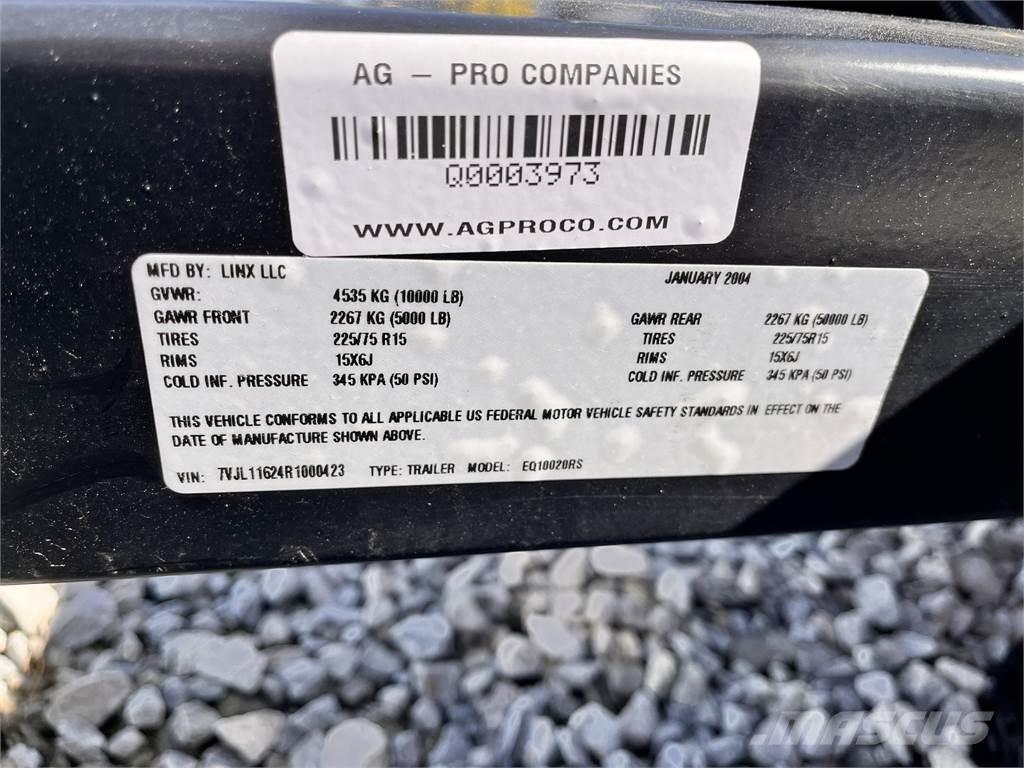 AG – PRO COMPANIES
Q0003973
WWW.AGPROCO.COM
MFD BY: LINX LLC JANUARY 2004
GVWR: 4535 KG (10000 LB)
GAWR FRONT 2267 KG (5000 LB) GAWR REAR 2267 KG (50000 LB)
TIRES 225/75 R15 TIRES 225/75R15
RIMS 15X6J RIMS 15X6J
COLD INF. PRESSURE 345 KPA (50 PSI) COLD INF. PRESSURE 345 KPA (50 PSI)
THIS VEHICLE CONFORMS TO ALL APPLICABLE US FEDERAL MOTOR VEHICLE SAFETY STANDARDS IN EFFECT ON THE
DATE OF MANUFACTURE SHOWN ABOVE.
VIN: 7VJL11624R1000423 TYPE: TRAILER MODEL: EQ10020RS
MASCUS